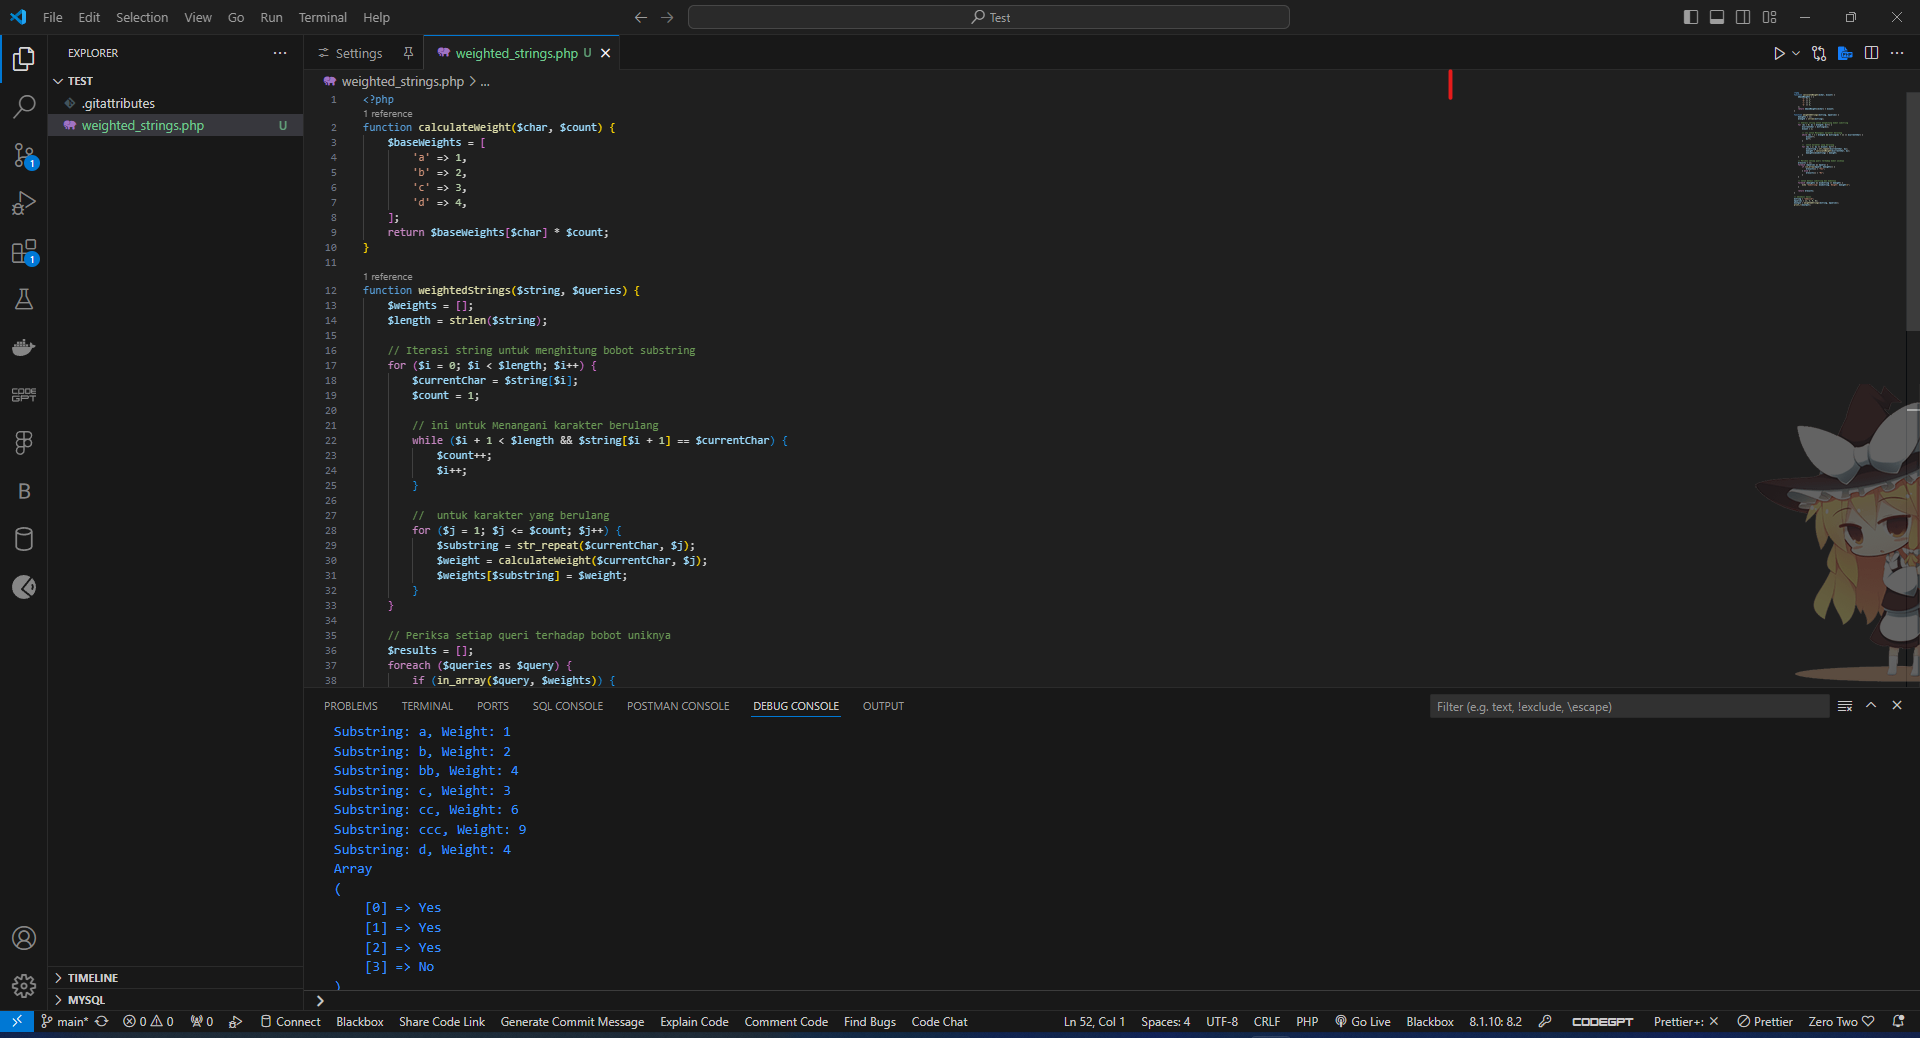 File Edit Selection View Go Run Terminal Help
Test
EXPLORER
TEST
.gitattributes
weighted_strings.php U
1
1
TIMELINE
MYSQL
Settings
weighted_strings.php U
weighted_strings.php > ...
1 <?php
1 reference
2 function calculateWeight($char, $count) {
3 $baseWeights = [
4 'a' => 1,
5 'b' => 2,
6 'c' => 3,
7 'd' => 4,
8 ];
9 return $baseWeights[$char] * $count;
10 }
11
1 reference
12 function weightedStrings($string, $queries) {
13 $weights = [];
14 $length = strlen($string);
15
16 // Iterasi string untuk menghitung bobot substring
17 for ($i = 0; $i < $length; $i++) {
18 $currentChar = $string[$i];
19 $count = 1;
20
21 // ini untuk Menangani karakter berulang
22 while ($i + 1 < $length && $string[$i + 1] == $currentChar) {
23 $count++;
24 $i++;
25 }
26
27 //  untuk karakter yang berulang
28 for ($j = 1; $j <= $count; $j++) {
29 $substring = str_repeat($currentChar, $j);
30 $weight = calculateWeight($currentChar, $j);
31 $weights[$substring] = $weight;
32 }
33 }
34
35 // Periksa setiap queri terhadap bobot uniknya
36 $results = [];
37 foreach ($queries as $query) {
38 if (in_array($query, $weights)) {
PROBLEMS TERMINAL PORTS SQL CONSOLE POSTMAN CONSOLE DEBUG CONSOLE OUTPUT
Filter (e.g. text, !exclude, \escape)
Substring: a, Weight: 1
Substring: b, Weight: 2
Substring: bb, Weight: 4
Substring: c, Weight: 3
Substring: cc, Weight: 6
Substring: ccc, Weight: 9
Substring: d, Weight: 4
Array
(
[0] => Yes
[1] => Yes
[2] => Yes
[3] => No
)
CODE GPT
B
main* 0 0 0 Connect Blackbox Share Code Link Generate Commit Message Explain Code Comment Code Find Bugs Code Chat Ln 52, Col 1 Spaces: 4 UTF-8 CRLF PHP Go Live Blackbox 8.1.10: 8.2 CODEGPT Prettier+: × Prettier Zero Two